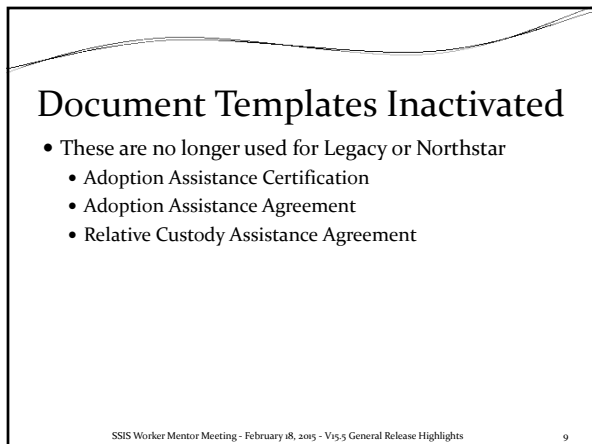 Document Templates Inactivated
• These are no longer used for Legacy or Northstar
• Adoption Assistance Certification
• Adoption Assistance Agreement
• Relative Custody Assistance Agreement
SSIS Worker Mentor Meeting - February 18, 2015 - V15.5 General Release Highlights 9